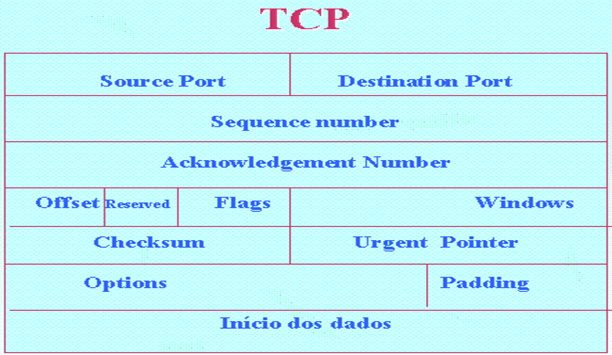 TCP
Source Port Destination Port
Sequence number
Acknowledgement Number
Offset Reserved Flags Windows
Checksum Urgent Pointer
Options Padding
Início dos dados